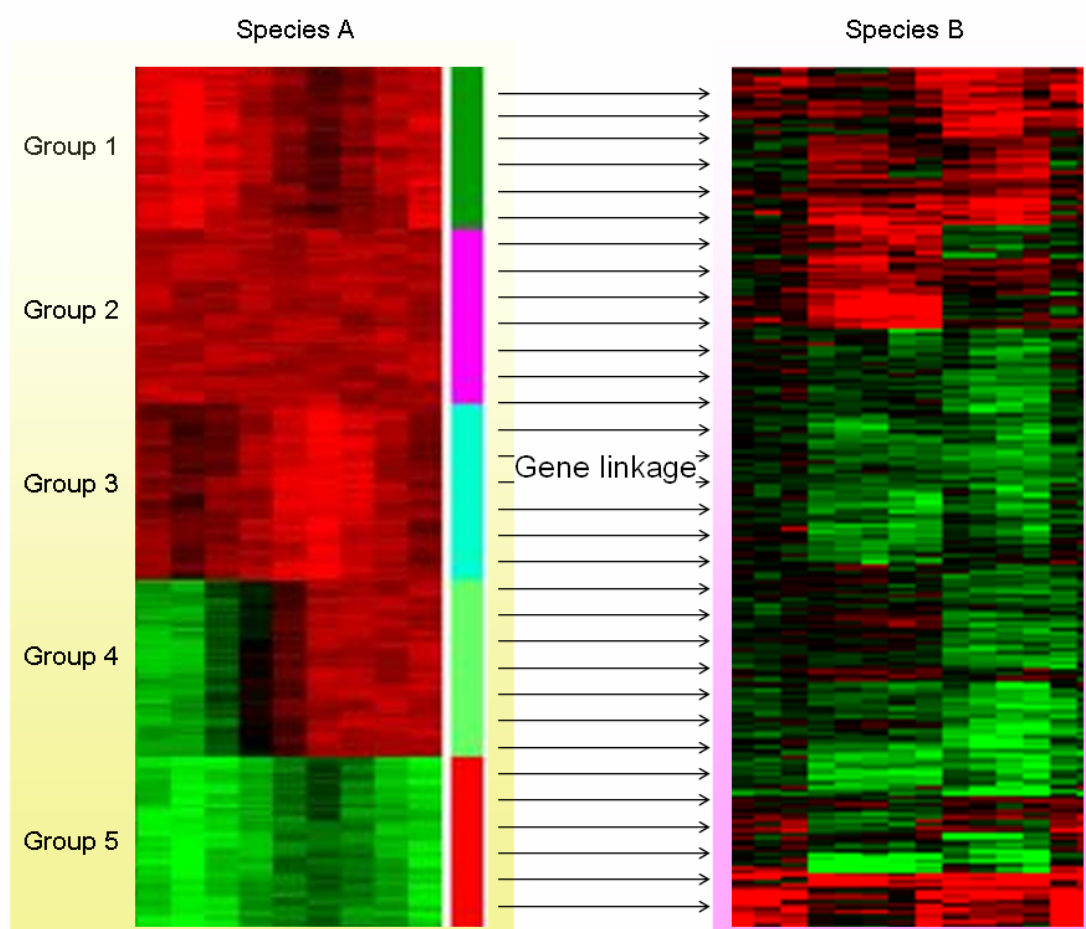 Species A
Species B
Group 1
Group 2
Group 3
Gene linkage
Group 4
Group 5